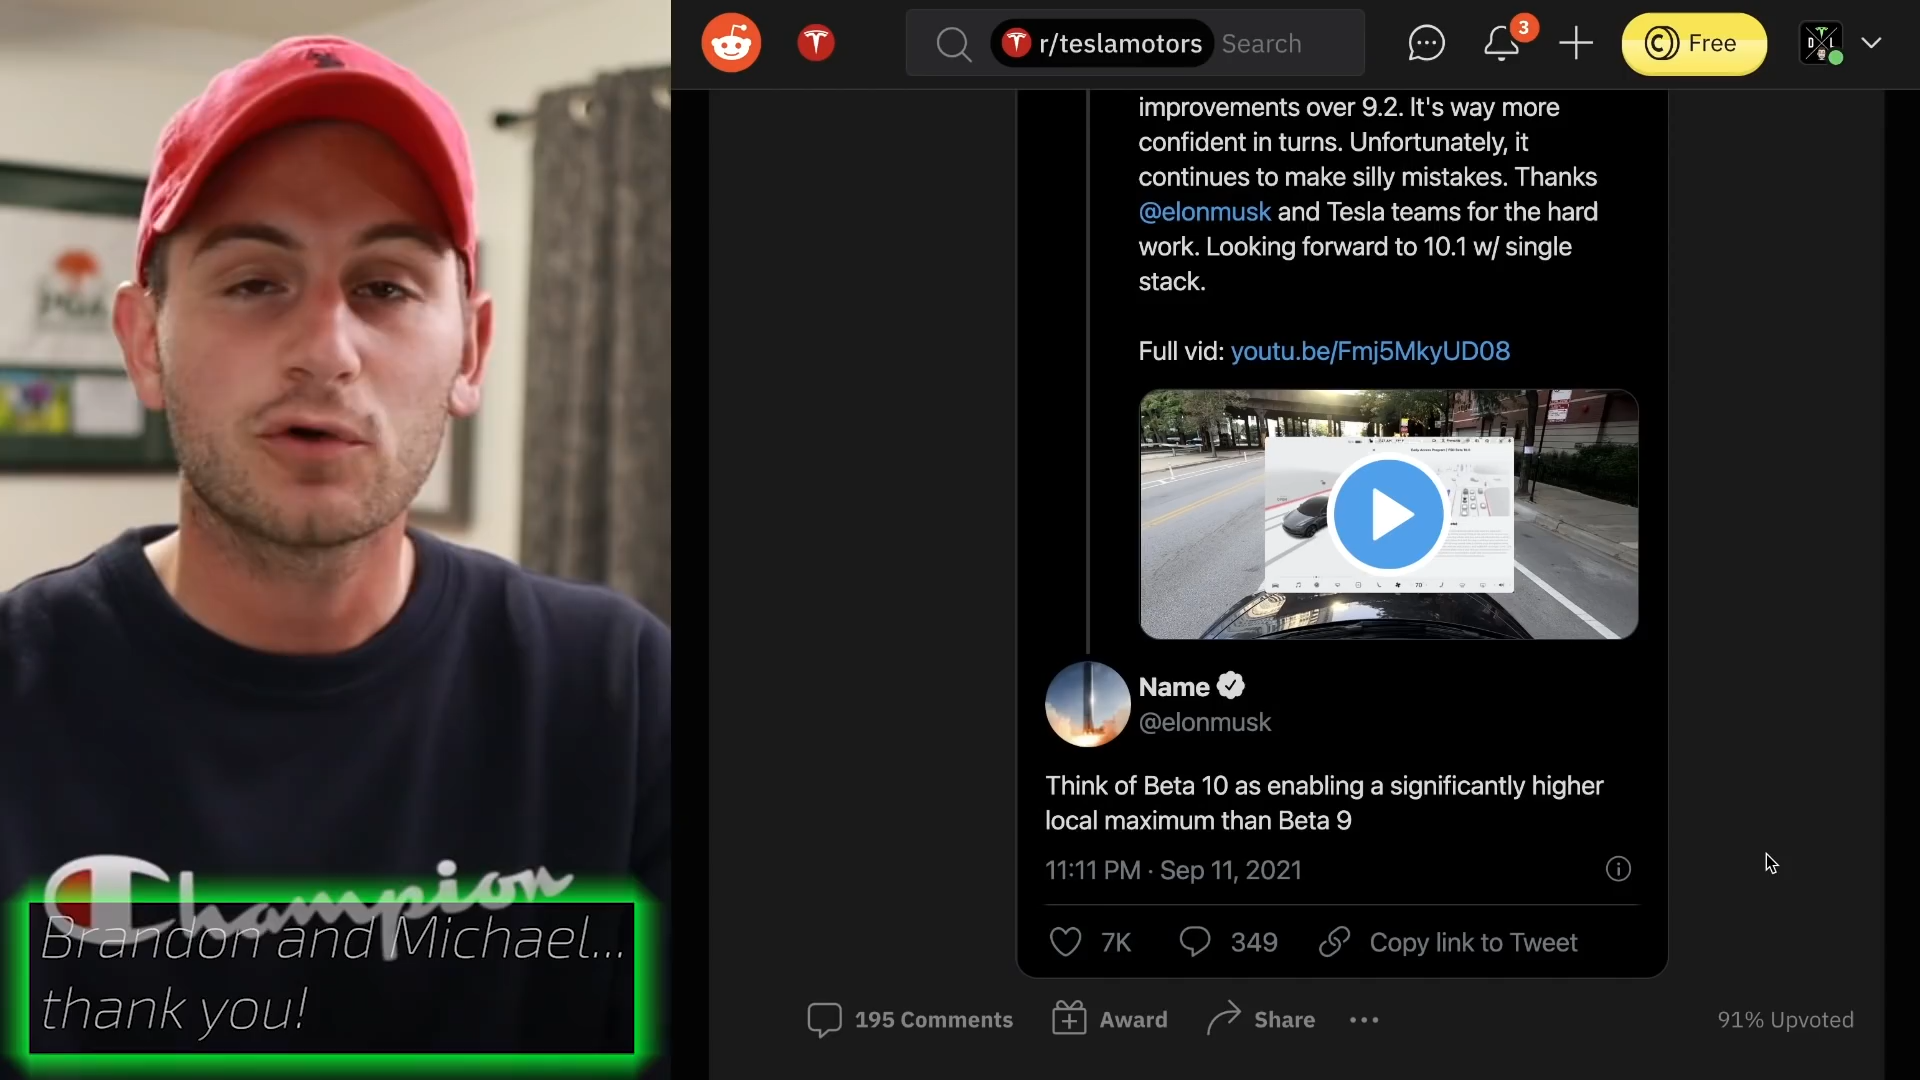 PGA
Champion
Brandon and Michael...
thank you!
r/teslamotors
Search
3
Free
improvements over 9.2. It's way more
confident in turns. Unfortunately, it
continues to make silly mistakes. Thanks
@elonmusk and Tesla teams for the hard
work. Looking forward to 10.1 w/ single
stack.
Full vid: youtu.be/Fmj5MkyUD08
Name
@elonmusk
Think of Beta 10 as enabling a significantly higher
local maximum than Beta 9
11:11 PM · Sep 11, 2021
7K
349
Copy link to Tweet
195 Comments
Award
Share
91% Upvoted